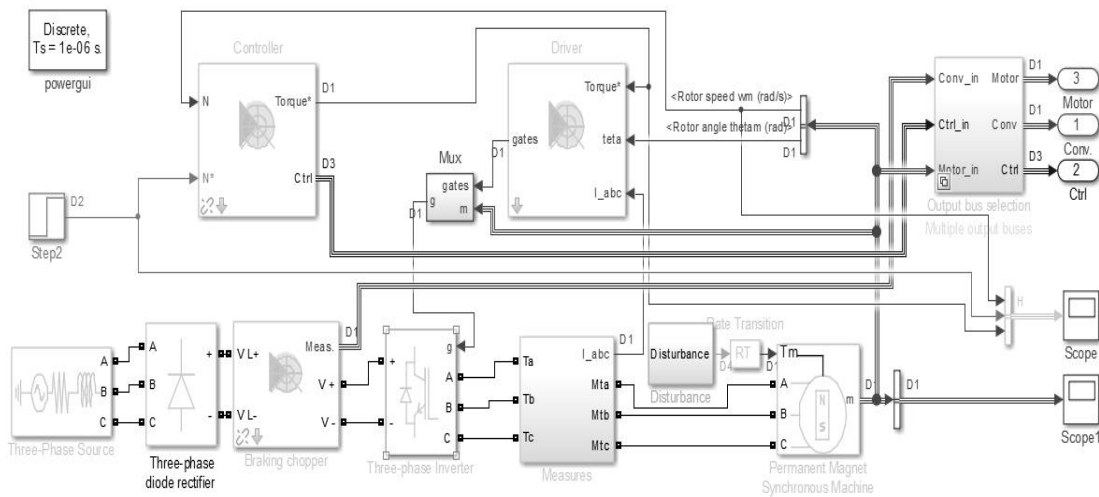 Discrete,
Ts = 1e-06 s.
powergui
Controller
N
N*
Torque*
Ctrl
D1
D3
Driver
Torque*
teta
I_abc
gates
D1
Mux
gates
g
m
D1
<Rotor speed wm (rad/s)>
D1
<Rotor angle thetam (rad)>
D1
Conv_in
Ctrl_in
Motor_in
Motor
Conv
Ctrl
Output bus selection
Multiple output buses
D1
3
Motor
D1
1
Conv.
D3
2
Ctrl
D2
Step2
A
B
C
Three-Phase Source
A
B
C
+
-
Three-phase
diode rectifier
VL+
VL-
Meas.
V+
V-
D1
Braking chopper
+
-
g
A
B
C
Three-phase Inverter
Ta
Tb
Tc
I_abc
Mta
Mtb
Mtc
D1
Measures
Disturbance
Disturbance
Rate Transition
RT
D4
Tm
A
B
C
N
S
m
Permanent Magnet
Synchronous Machine
D1
D1
H
Scope
Scope1